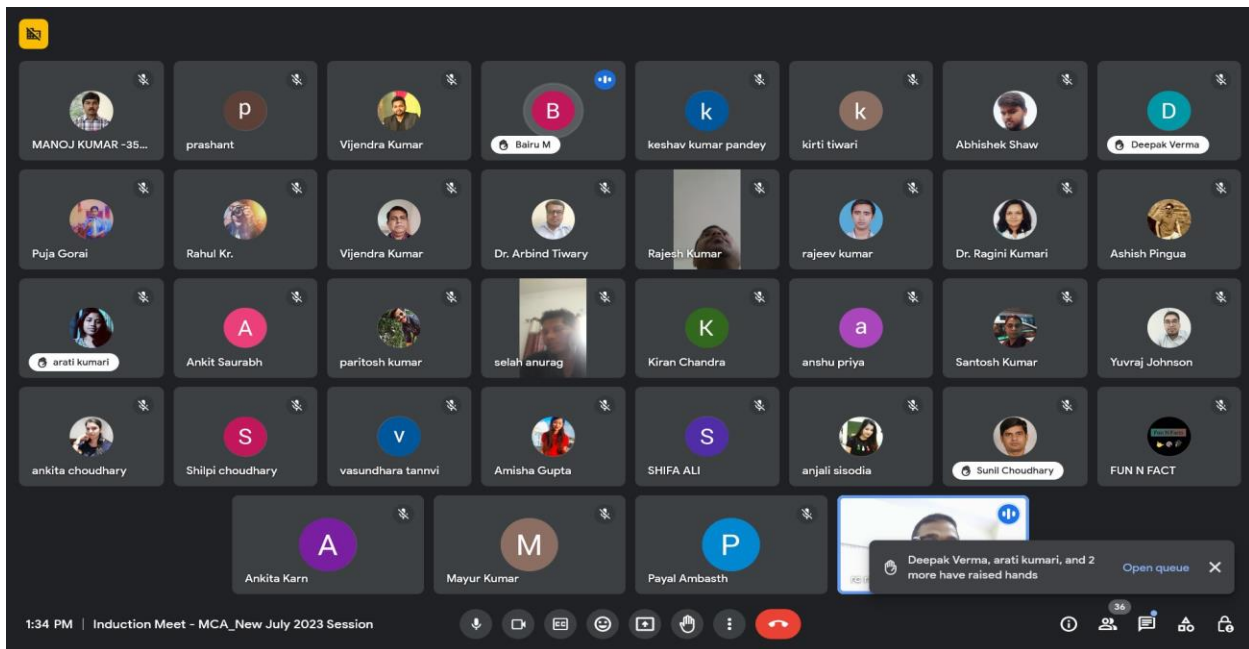 MANOJ KUMAR -35...
p
prashant
Vijendra Kumar
B
Bairu M
k
keshav kumar pandey
k
kirti tiwari
Abhishek Shaw
D
Deepak Verma
Puja Gorai
Rahul Kr.
Vijendra Kumar
Dr. Arbind Tiwary
Rajesh Kumar
rajeev kumar
Dr. Ragini Kumari
Ashish Pingua
arati kumari
A
Ankit Saurabh
paritosh kumar
selah anurag
K
Kiran Chandra
a
anshu priya
Santosh Kumar
Yuvraj Johnson
ankita choudhary
S
Shilpi choudhary
v
vasundhara tannvi
Amisha Gupta
S
SHIFA ALI
anjali sisodia
Sunil Choudhary
FUN N FACT
A
Ankita Karn
M
Mayur Kumar
P
Payal Ambasth
Deepak Verma, arati kumari, and 2
more have raised hands
Open queue
1:34 PM | Induction Meet - MCA_New July 2023 Session
CC
36